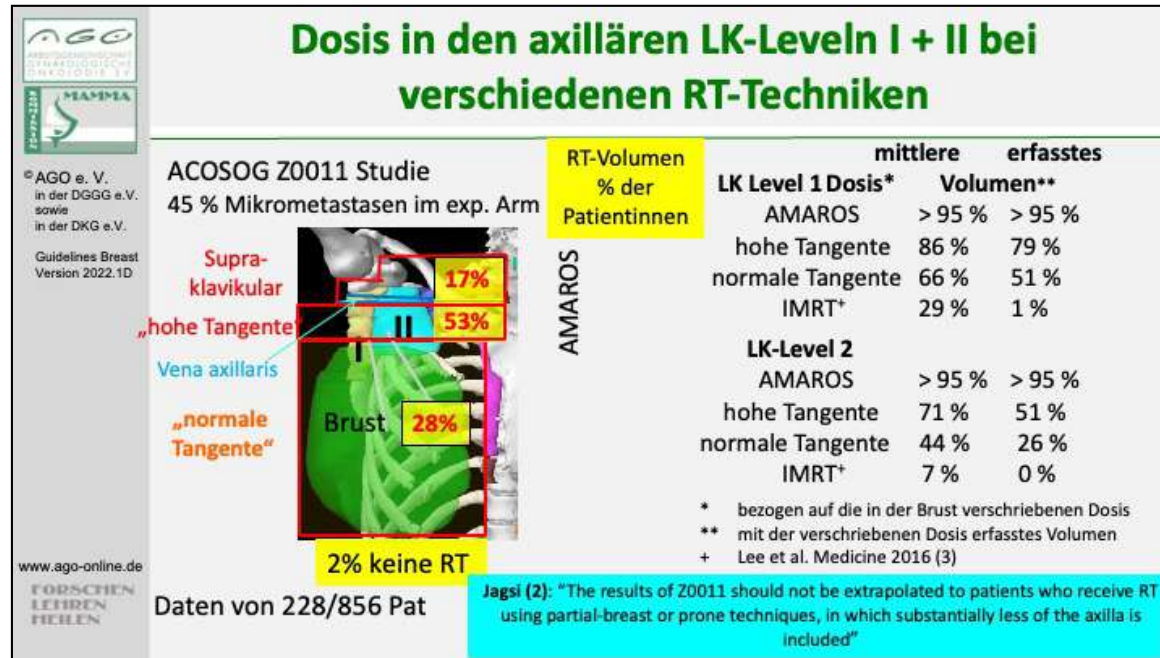 AGO
ARBEITSGEMEINSCHAFT
GYNÄKOLOGISCHE
ONKOLOGIE E.V.
MAMMA
© AGO e. V.
in der DGGG e.V.
sowie
in der DKG e.V.
Guidelines Breast
Version 2022.1D
www.ago-online.de
FORSCHEN
LEHREN
HEILEN
Dosis in den axillären LK-Leveln I + II bei
verschiedenen RT-Techniken
ACOSOG Z0011 Studie
45 % Mikrometastasen im exp. Arm
RT-Volumen
% der
Patientinnen
Supra-
klavikular
17%
„hohe Tangente“
53%
II
I
Vena axillaris
„normale
Tangente“
Brust
28%
AMAROS
2% keine RT
Daten von 228/856 Pat
mittlere erfasstes
LK Level 1 Dosis* Volumen**
AMAROS > 95 % > 95 %
hohe Tangente 86 % 79 %
normale Tangente 66 % 51 %
IMRT+ 29 % 1 %
LK-Level 2
AMAROS > 95 % > 95 %
hohe Tangente 71 % 51 %
normale Tangente 44 % 26 %
IMRT+ 7 % 0 %
* bezogen auf die in der Brust verschriebenen Dosis
** mit der verschriebenen Dosis erfasstes Volumen
+ Lee et al. Medicine 2016 (3)
Jagsi (2): "The results of Z0011 should not be extrapolated to patients who receive RT
using partial-breast or prone techniques, in which substantially less of the axilla is
included”